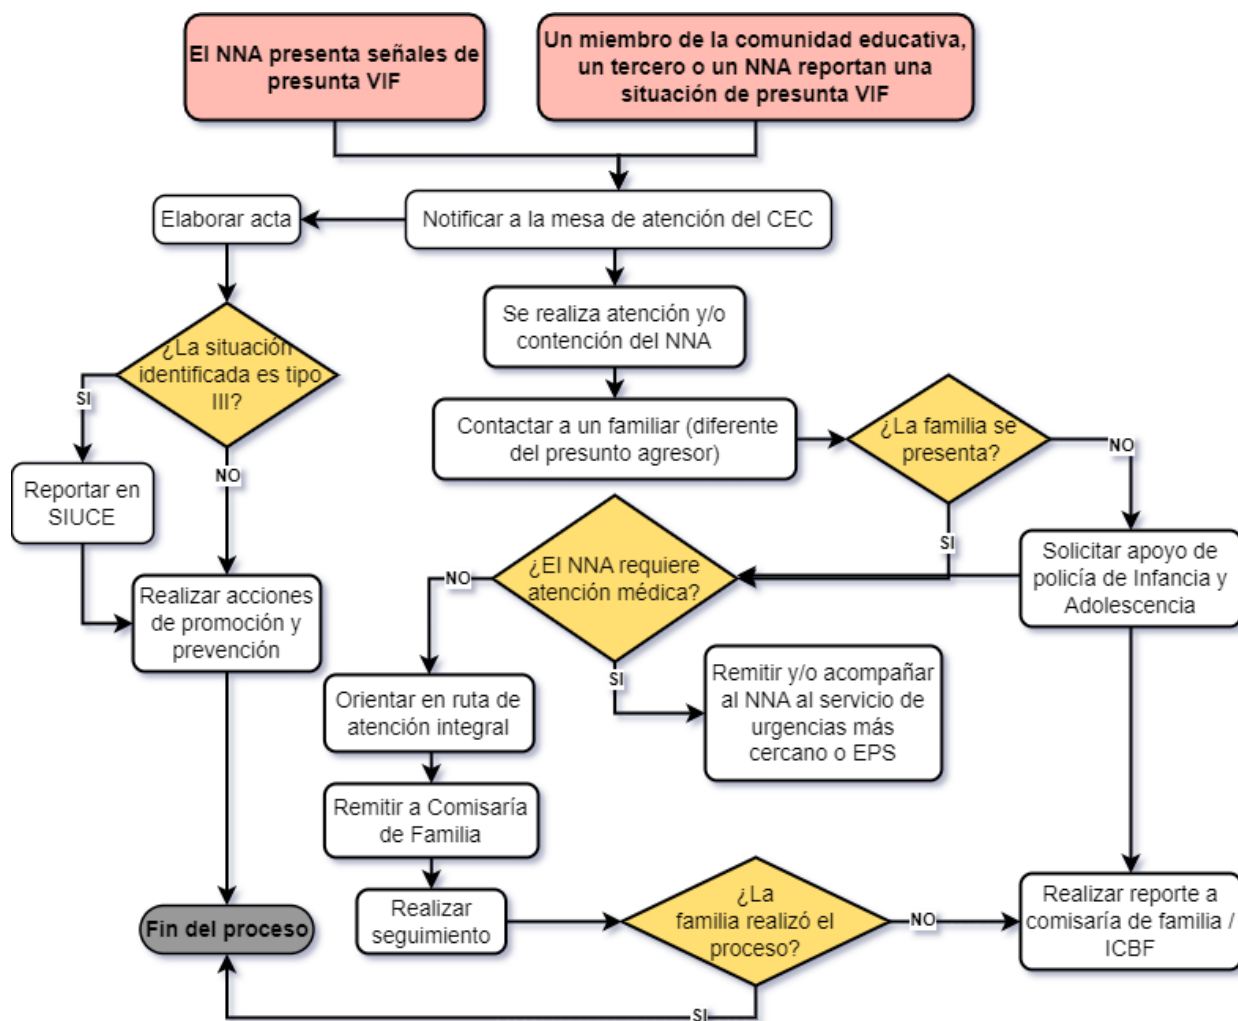 El NNA presenta señales de
presunta VIF
Un miembro de la comunidad educativa,
un tercero o un NNA reportan una
situación de presunta VIF
Elaborar acta
Notificar a la mesa de atención del CEC
Se realiza atención y/o
contención del NNA
¿La situación
identificada es tipo
III?
SI
NO
Contactar a un familiar (diferente
del presunto agresor)
¿La familia se
presenta?
NO
SI
Reportar en
SIUCE
Solicitar apoyo de
policía de Infancia y
Adolescencia
¿El NNA requiere
atención médica?
NO
SI
Realizar acciones
de promoción y
prevención
Remitir y/o acompañar
al NNA al servicio de
urgencias más
cercano o EPS
Orientar en ruta de
atención integral
Remitir a Comisaría
de Familia
Realizar
seguimiento
¿La
familia realizó el
proceso?
NO
SI
Realizar reporte a
comisaría de familia /
ICBF
Fin del proceso